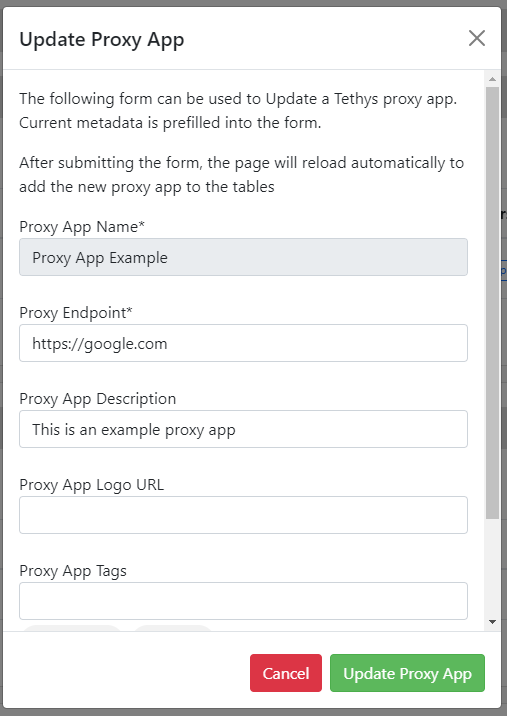 Update Proxy App
The following form can be used to Update a Tethys proxy app.
Current metadata is prefilled into the form.
After submitting the form, the page will reload automatically to
add the new proxy app to the tables
Proxy App Name*
Proxy App Example
Proxy Endpoint*
https://google.com
Proxy App Description
This is an example proxy app
Proxy App Logo URL
Proxy App Tags
Cancel
Update Proxy App